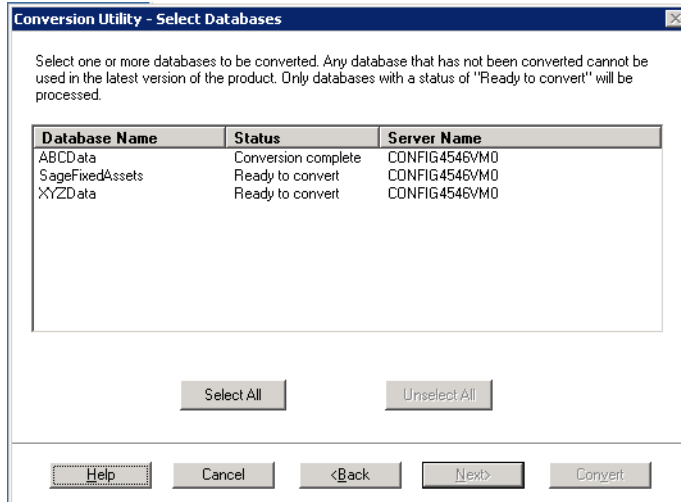 Conversion Utility - Select Databases
Select one or more databases to be converted. Any database that has not been converted cannot be
used in the latest version of the product. Only databases with a status of "Ready to convert" will be
processed.
Database Name Status Server Name
ABCData Conversion complete CONFIG4546VM0
SageFixedAssets Ready to convert CONFIG4546VM0
XYZData Ready to convert CONFIG4546VM0
Select All Unselect All
Help Cancel <Back Next> Convert